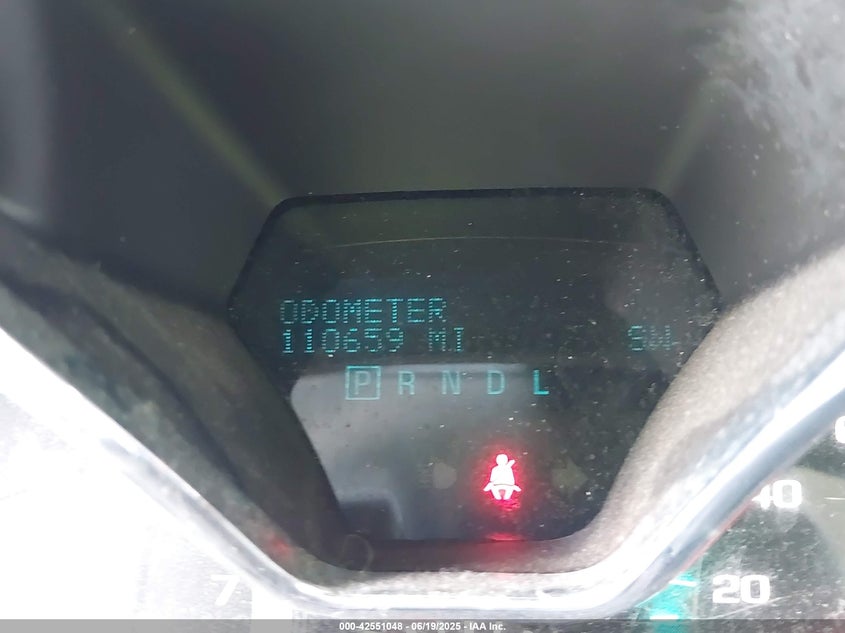 ODOMETER
110659 MI SW
P R N D L
40
7 20
000-42551048 - 06/19/2025 - IAA Inc.